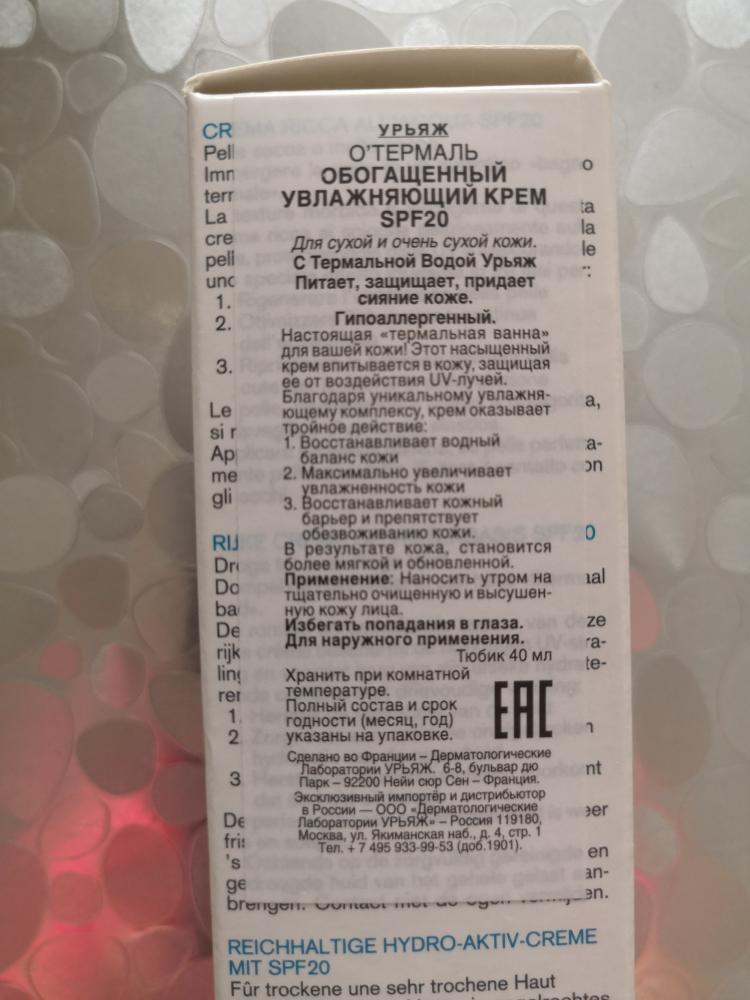 CR
УРЬЯЖ
О'ТЕРМАЛЬ
ОБОГАЩЕННЫЙ
УВЛАЖНЯЮЩИЙ КРЕМ
SPF20
Для сухой и очень сухой кожи.
С Термальной Водой Урьяж
Питает, защищает, придает
сияние коже.
Гипоаллергенный.
Настоящая «термальная ванна»
для вашей кожи! Этот насыщенный
крем впитывается в кожу, защищая
ее от воздействия UV-лучей.
Благодаря уникальному увлажня-
ющему комплексу, крем оказывает
тройное действие:
1. Восстанавливает водный
баланс кожи
2. Максимально увеличивает
увлажненность кожи
3. Восстанавливает кожный
барьер и препятствует
обезвоживанию кожи.
В результате кожа, становится
более мягкой и обновленной.
Применение: Наносить утром на
тщательно очищенную и высушен-
ную кожу лица.
Избегать попадания в глаза.
Для наружного применения.
Тюбик 40 мл
Хранить при комнатной
температуре.
Полный состав и срок
годности (месяц, год)
указаны на упаковке.
EAC
Сделано во Франции – Дерматологические
Лаборатории УРЬЯЖ. 6-8, бульвар дю
Парк – 92200 Нейи сюр Сен – Франция.
Эксклюзивный импортёр и дистрибьютор
в России — ООО «Дерматологические
Лаборатории УРЬЯЖ» – Россия 119180,
Москва, ул. Якиманская наб., д. 4, стр. 1
Тел. + 7 495 933-99-53 (доб.1901).
REICHHALTIGE HYDRO-AKTIV-CREME
MIT SPF20
Für trockene une sehr trochene Haut